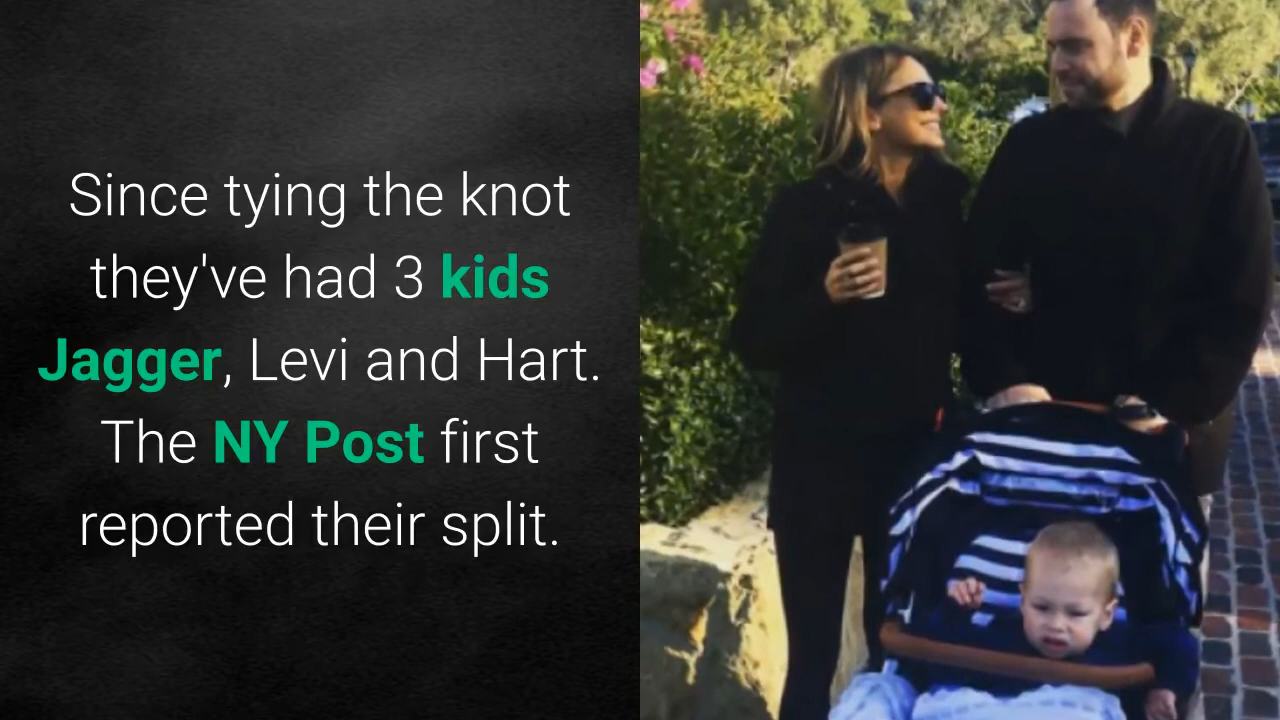 Since tying the knot
they've had 3 kids
Jagger, Levi and Hart.
The NY Post first
reported their split.